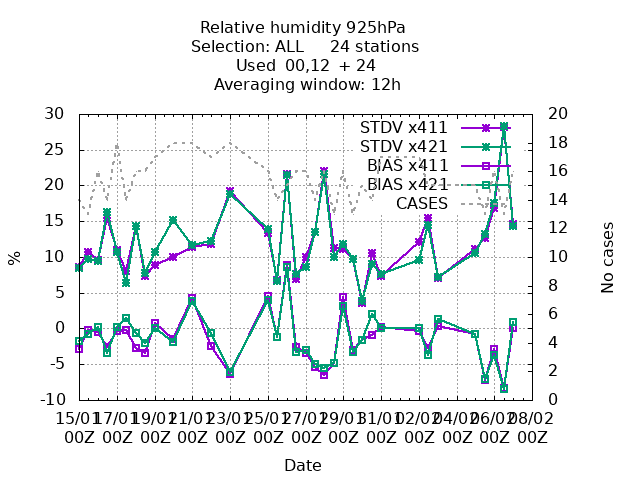 Relative humidity 925hPa
Selection: ALL 24 stations
Used 00,12 + 24
Averaging window: 12h
30
25
20
15
10
5
0
-5
-10
%
20
18
16
14
12
10
8
6
4
2
0
No cases
STDV x411
STDV x421
BIAS x411
BIAS x421
CASES
15/01 17/01 19/01 21/01 23/01 25/01 27/01 29/01 31/01 02/02 04/02 06/02 08/02
00Z 00Z 00Z 00Z 00Z 00Z 00Z 00Z 00Z 00Z 00Z 00Z 00Z
Date